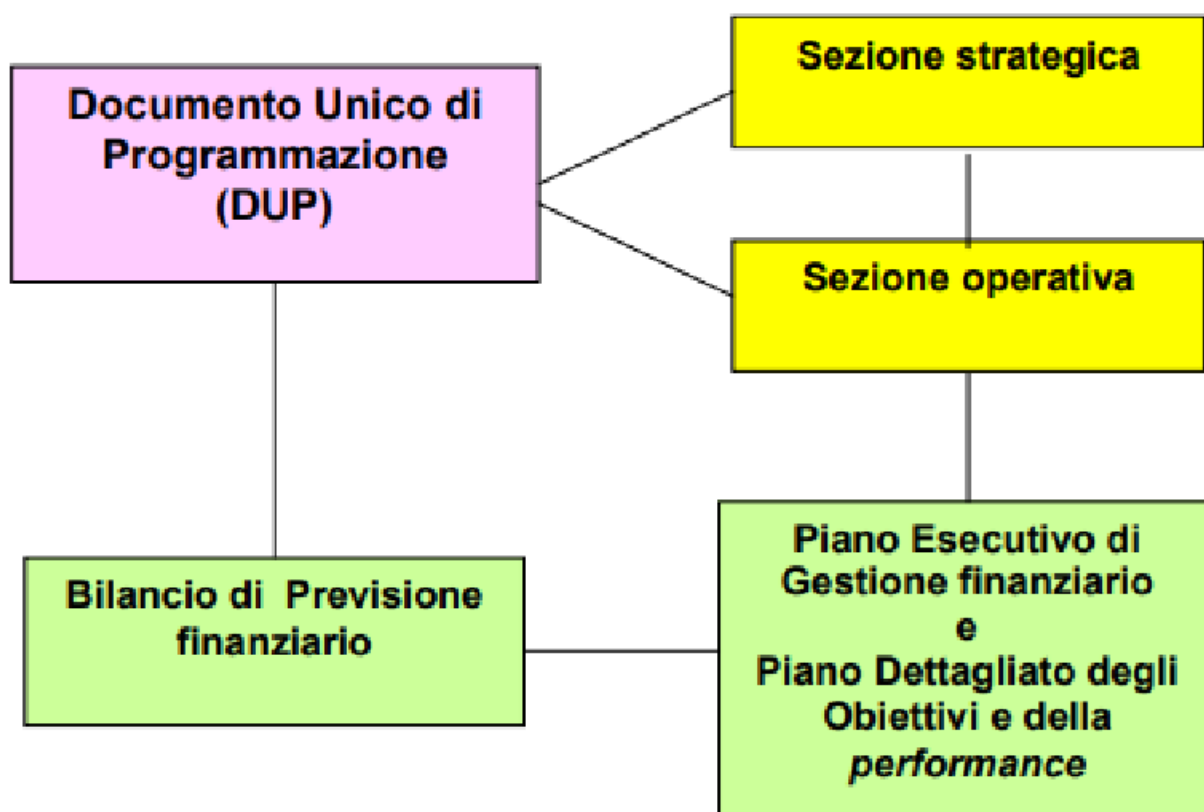 Documento Unico di
Programmazione
(DUP)
Sezione strategica
Sezione operativa
Bilancio di Previsione
finanziario
Piano Esecutivo di
Gestione finanziario
e
Piano Dettagliato degli
Obiettivi e della
performance